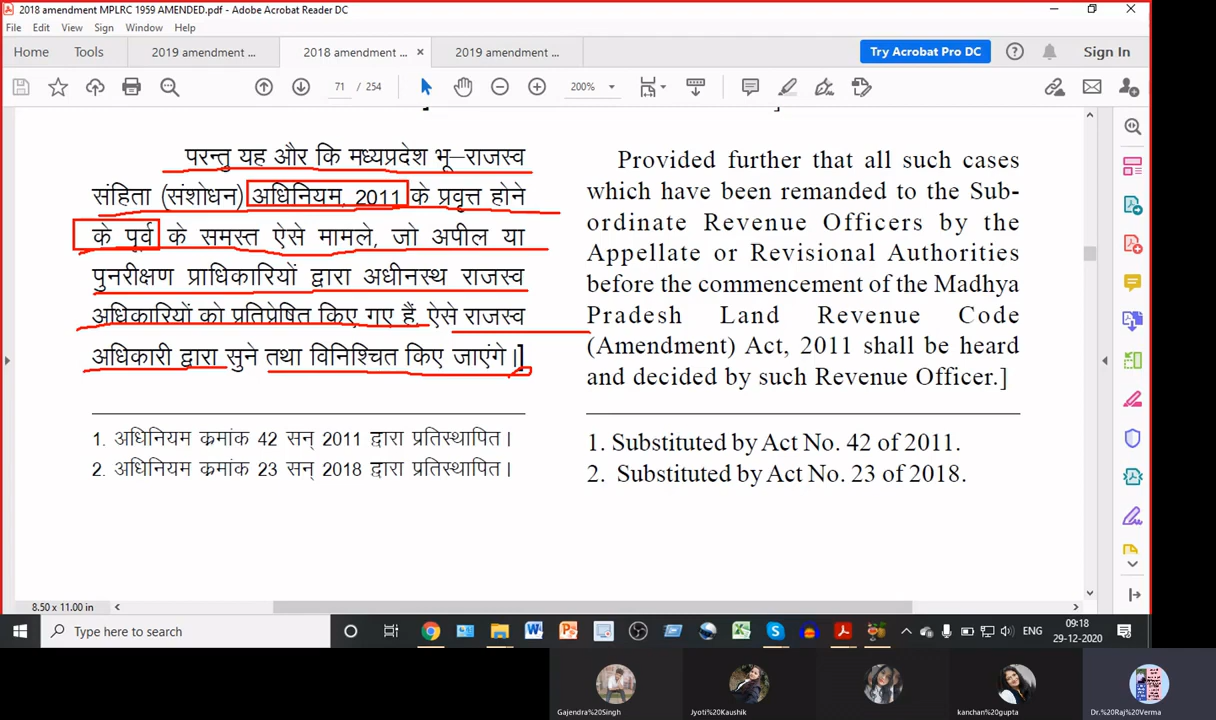 2018 amendment MPLRC 1959 AMENDED.pdf - Adobe Acrobat Reader DC
File Edit View Sign Window Help
Home Tools 2019 amendment ... 2018 amendment ... × 2019 amendment ... Try Acrobat Pro DC Sign In
71 / 254 200%
परन्तु यह और कि मध्यप्रदेश भू-राजस्व
संहिता (संशोधन) अधिनियम, 2011 के प्रवृत्त होने
के पूर्व के समस्त ऐसे मामले, जो अपील या
पुनरीक्षण प्राधिकारियों द्वारा अधीनस्थ राजस्व
अधिकारियों को प्रतिप्रेषित किए गए हैं, ऐसे राजस्व
अधिकारी द्वारा सुने तथा विनिश्चित किए जाएंगे।]
1. अधिनियम क्रमांक 42 सन् 2011 द्वारा प्रतिस्थापित।
2. अधिनियम क्रमांक 23 सन् 2018 द्वारा प्रतिस्थापित।
Provided further that all such cases
which have been remanded to the Sub-
ordinate Revenue Officers by the
Appellate or Revisional Authorities
before the commencement of the Madhya
Pradesh Land Revenue Code
(Amendment) Act, 2011 shall be heard
and decided by such Revenue Officer.]
1. Substituted by Act No. 42 of 2011.
2. Substituted by Act No. 23 of 2018.
8.50 x 11.00 in
Type here to search
ENG
09:18
29-12-2020
Gajendra%20Singh Jyoti%20Kaushik kanchan%20gupta Dr.%20Raj%20Verma